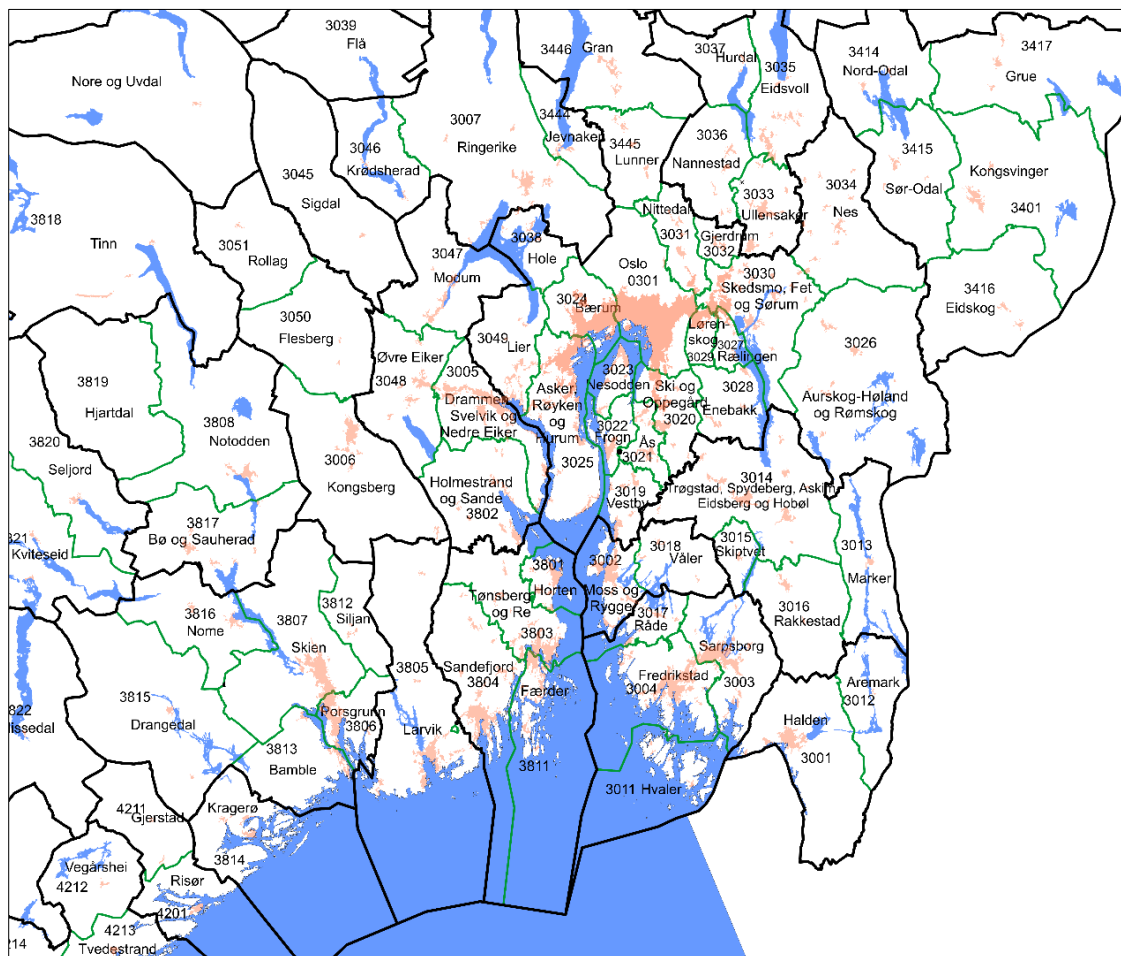 3039
Flå
3446
Gran
3037
Hurdal
3035
Eidsvoll
3414
Nord-Odal
3417
Grue
Nore og Uvdal
3007
Ringerike
3444
Jevnaker
3445
Lunner
3036
Nannestad
3415
Sør-Odal
Kongsvinger
3401
3046
Krødsherad
3045
Sigdal
3034
Nes
3033
Ullensaker
3818
Tinn
3051
Rollag
Nittedal
3031
Gjerdrum
3032
3038
Hole
3047
Modum
Oslo
0301
3030
Skedsmo, Fet
og Sørum
3416
Eidskog
3024
Bærum
3050
Flesberg
3049
Lier
Øvre Eiker
3048
3005
Drammen,
Svelvik og
Nedre Eiker
Løren-
skog
3029
3027
Rælingen
3026
Aurskog-Høland
og Rømskog
3819
Hjartdal
Asker,
Røyken
og
Hurum
3025
3023
Nesodden
Ski og
Oppegård
3020
3028
Enebakk
3808
Notodden
3022
Frogn
Ås
3021
3006
Kongsberg
3820
Seljord
Holmestrand
og Sande
3802
3019
Vestby
3014
Trøgstad, Spydeberg, Askim,
Eidsberg og Hobøl
3817
Bø og Sauherad
821
Kviteseid
3801
Horten
3002
Moss og
Rygge
3018
Våler
3015
Skiptvet
3013
Marker
3816
Nome
3807
Skien
3812
Siljan
Tønsberg
og Re
3803
3017
Råde
3016
Rakkestad
3805
Larvik
Sandefjord
3804
Færder
3811
Sarpsborg
3003
Fredrikstad
3004
Aremark
3012
3815
Drangedal
822
issedal
Porsgrunn
3806
3813
Bamble
Halden
3001
3011 Hvaler
4211
Gjerstad
Kragerø
3814
Vegårshei
4212
Risør
4201
4213
Tvedestrand
214